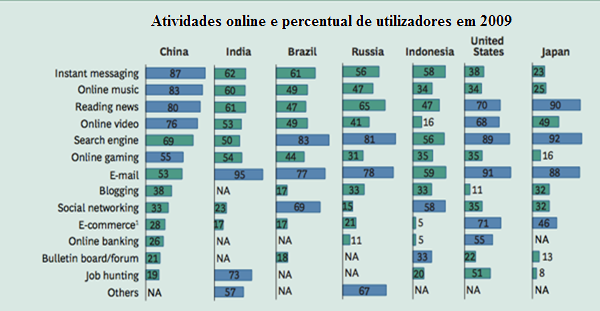 Atividades online e percentual de utilizadores em 2009
China India Brazil Russia Indonesia United States Japan
Instant messaging 87 62 61 56 58 38 23
Online music 83 60 49 47 34 34 25
Reading news 80 61 47 65 47 70 90
Online video 76 53 49 41 16 68 49
Search engine 69 50 83 81 56 89 92
Online gaming 55 54 44 31 35 35 16
E-mail 53 95 77 78 59 91 88
Blogging 38 NA 17 33 33 11 32
Social networking 33 23 69 15 58 35 32
E-commerce¹ 28 17 17 21 5 71 46
Online banking 26 NA NA 11 5 55 NA
Bulletin board/forum 21 NA 18 NA 33 22 13
Job hunting 19 73 NA NA 20 51 8
Others NA 57 NA 67 NA NA NA